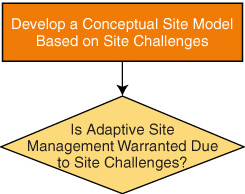 Develop a Conceptual Site Model
Based on Site Challenges
Is Adaptive Site
Management Warranted Due
to Site Challenges?